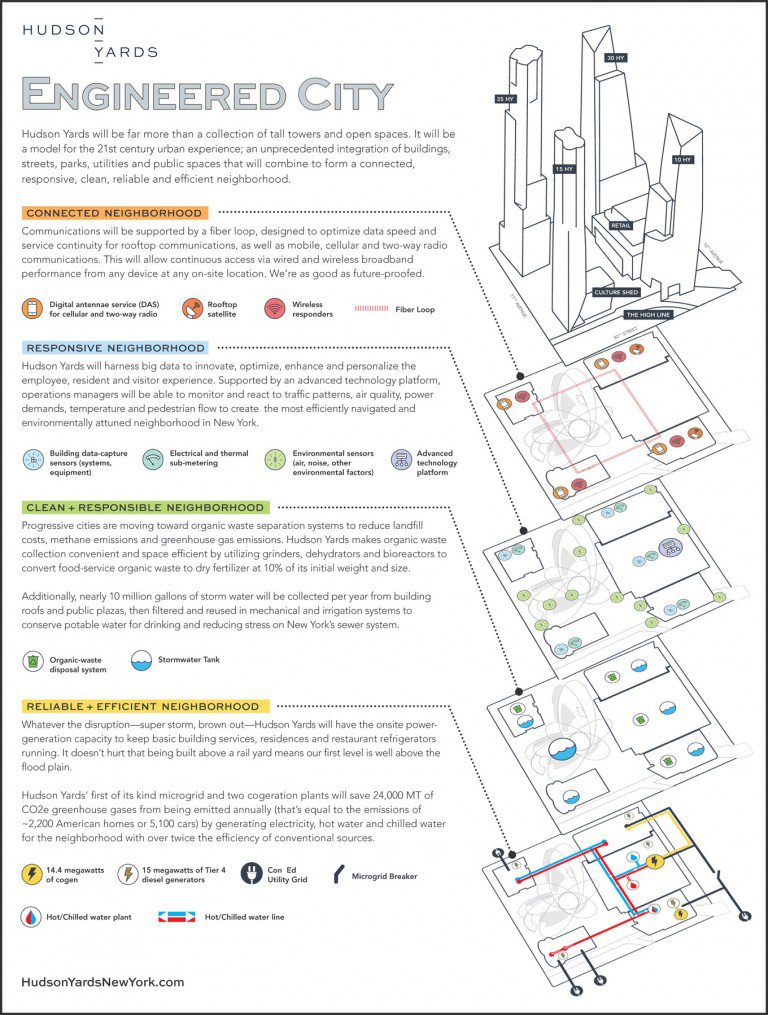 HUDSON
YARDS
ENGINEERED CITY
Hudson Yards will be far more than a collection of tall towers and open spaces. It will be
a model for the 21st century urban experience; an unprecedented integration of buildings,
streets, parks, utilities and public spaces that will combine to form a connected,
responsive, clean, reliable and efficient neighborhood.
35 HY
30 HY
15 HY
10 HY
RETAIL
CULTURE SHED
THE HIGH LINE
10TH AVENUE
11TH AVENUE
30TH STREET
CONNECTED NEIGHBORHOOD
Communications will be supported by a fiber loop, designed to optimize data speed and
service continuity for rooftop communications, as well as mobile, cellular and two-way radio
communications. This will allow continuous access via wired and wireless broadband
performance from any device at any on-site location. We're as good as future-proofed.
Digital antennae service (DAS)
for cellular and two-way radio
Rooftop
satellite
Wireless
responders
Fiber Loop
RESPONSIVE NEIGHBORHOOD
Hudson Yards will harness big data to innovate, optimize, enhance and personalize the
employee, resident and visitor experience. Supported by an advanced technology platform,
operations managers will be able to monitor and react to traffic patterns, air quality, power
demands, temperature and pedestrian flow to create the most efficiently navigated and
environmentally attuned neighborhood in New York.
Building data-capture
sensors (systems,
equipment)
Electrical and thermal
sub-metering
Environmental sensors
(air, noise, other
environmental factors)
Advanced
technology
platform
CLEAN + RESPONSIBLE NEIGHBORHOOD
Progressive cities are moving toward organic waste separation systems to reduce landfill
costs, methane emissions and greenhouse gas emissions. Hudson Yards makes organic waste
collection convenient and space efficient by utilizing grinders, dehydrators and bioreactors to
convert food-service organic waste to dry fertilizer at 10% of its initial weight and size.
Additionally, nearly 10 million gallons of storm water will be collected per year from building
roofs and public plazas, then filtered and reused in mechanical and irrigation systems to
conserve potable water for drinking and reducing stress on New York's sewer system.
Organic-waste
disposal system
Stormwater Tank
RELIABLE + EFFICIENT NEIGHBORHOOD
Whatever the disruption—super storm, brown out—Hudson Yards will have the onsite power-
generation capacity to keep basic building services, residences and restaurant refrigerators
running. It doesn't hurt that being built above a rail yard means our first level is well above the
flood plain.
Hudson Yards' first of its kind microgrid and two cogeration plants will save 24,000 MT of
CO2e greenhouse gases from being emitted annually (that's equal to the emissions of
~2,200 American homes or 5,100 cars) by generating electricity, hot water and chilled water
for the neighborhood with over twice the efficiency of conventional sources.
14.4 megawatts
of cogen
15 megawatts of Tier 4
diesel generators
Con Ed
Utility Grid
Microgrid Breaker
Hot/Chilled water plant
Hot/Chilled water line
HudsonYardsNewYork.com